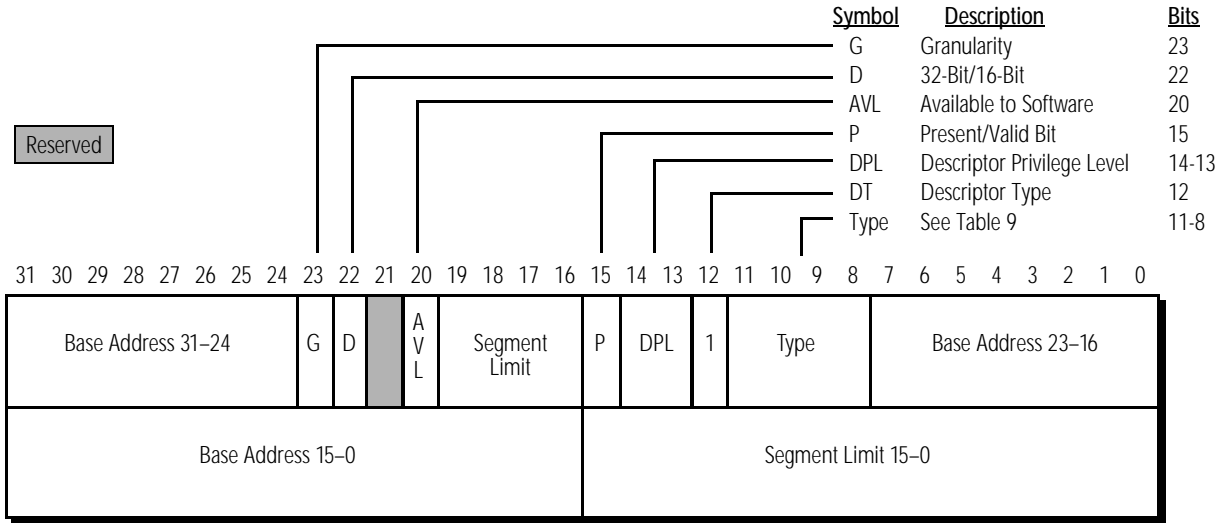 Symbol Description Bits
G Granularity 23
D 32-Bit/16-Bit 22
AVL Available to Software 20
P Present/Valid Bit 15
DPL Descriptor Privilege Level 14-13
DT Descriptor Type 12
Type See Table 9 11-8
Reserved
31 30 29 28 27 26 25 24 23 22 21 20 19 18 17 16 15 14 13 12 11 10 9 8 7 6 5 4 3 2 1 0
Base Address 31–24
G
D
A
V
L
Segment
Limit
P
DPL
1
Type
Base Address 23–16
Base Address 15–0
Segment Limit 15–0